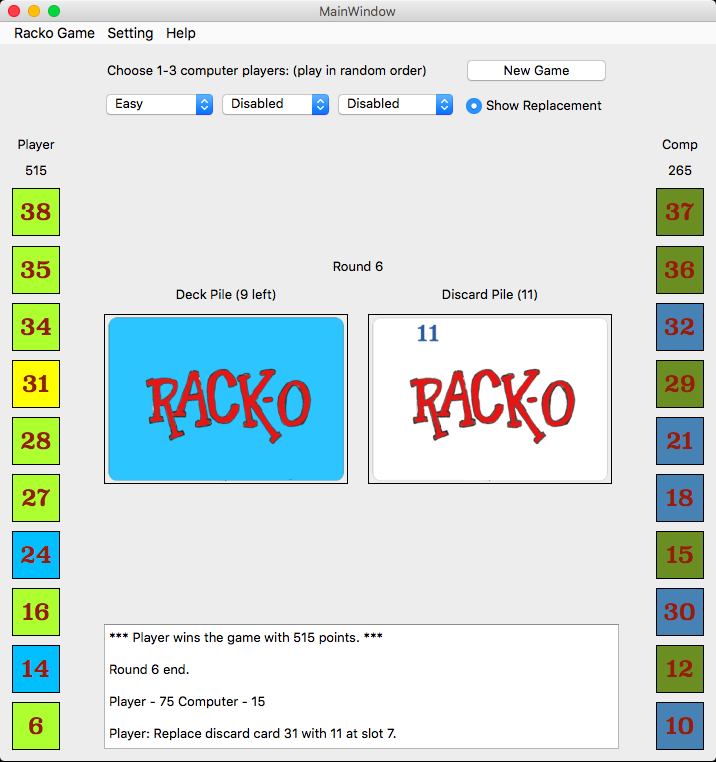 MainWindow
Racko Game Setting Help
Choose 1-3 computer players: (play in random order)
New Game
Easy
Disabled
Disabled
Show Replacement
Player
515
38
35
34
31
28
27
24
16
14
6
Round 6
Deck Pile (9 left)
RACK-O
Discard Pile (11)
11
RACK-O
Comp
265
37
36
32
29
21
18
15
30
12
10
*** Player wins the game with 515 points. ***
Round 6 end.
Player - 75 Computer - 15
Player: Replace discard card 31 with 11 at slot 7.